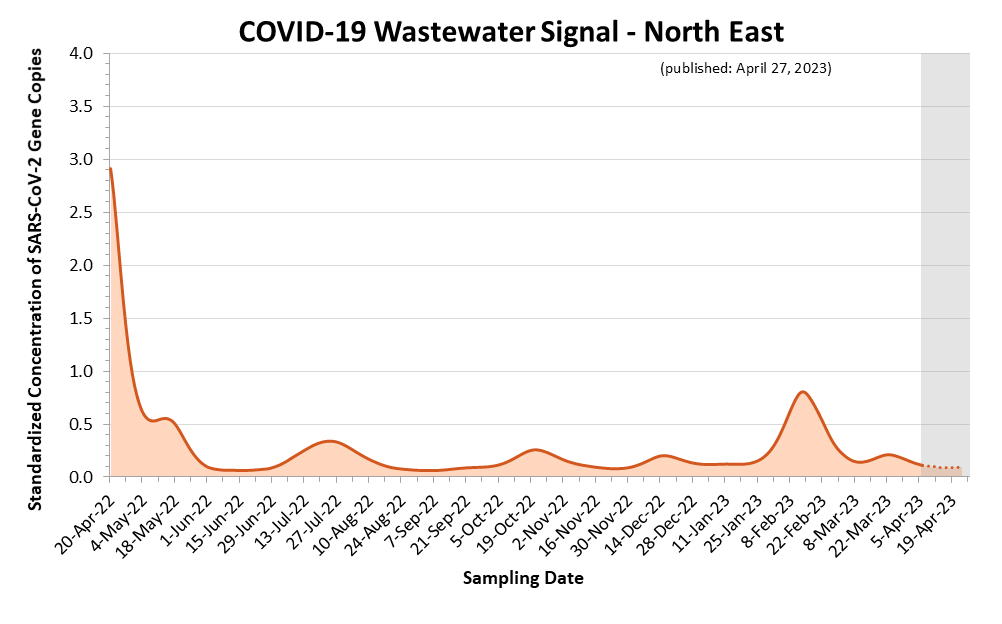 COVID-19 Wastewater Signal - North East
(published: April 27, 2023)
Standardized Concentration of SARS-CoV-2 Gene Copies
4.0
3.5
3.0
2.5
2.0
1.5
1.0
0.5
0.0
20-Apr-22
4-May-22
18-May-22
1-Jun-22
15-Jun-22
29-Jun-22
13-Jul-22
27-Jul-22
10-Aug-22
24-Aug-22
7-Sep-22
21-Sep-22
5-Oct-22
19-Oct-22
2-Nov-22
16-Nov-22
30-Nov-22
14-Dec-22
28-Dec-22
11-Jan-23
25-Jan-23
8-Feb-23
22-Feb-23
8-Mar-23
22-Mar-23
5-Apr-23
19-Apr-23
Sampling Date